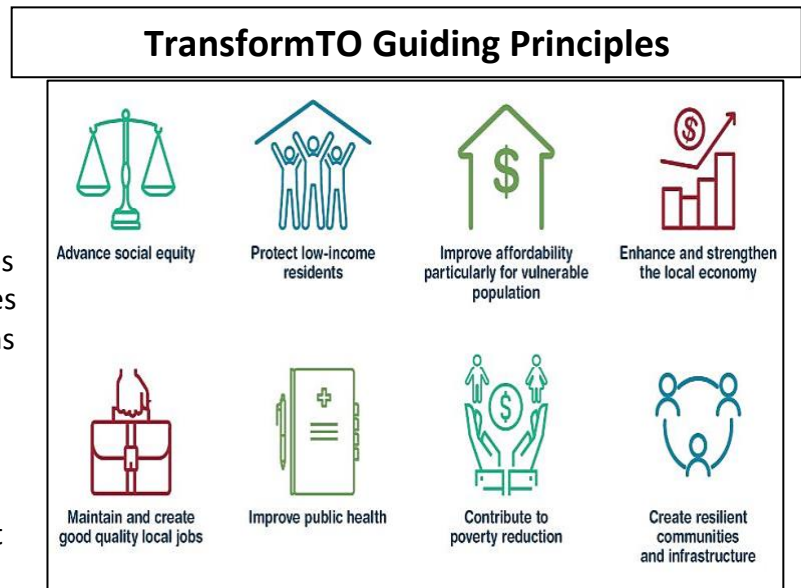 TransformTO Guiding Principles
$
$
Advance social equity
Protect low-income
residents
Improve affordability
particularly for vulnerable
population
Enhance and strengthen
the local economy
$
Maintain and create
good quality local jobs
Improve public health
Contribute to
poverty reduction
Create resilient
communities
and infrastructure